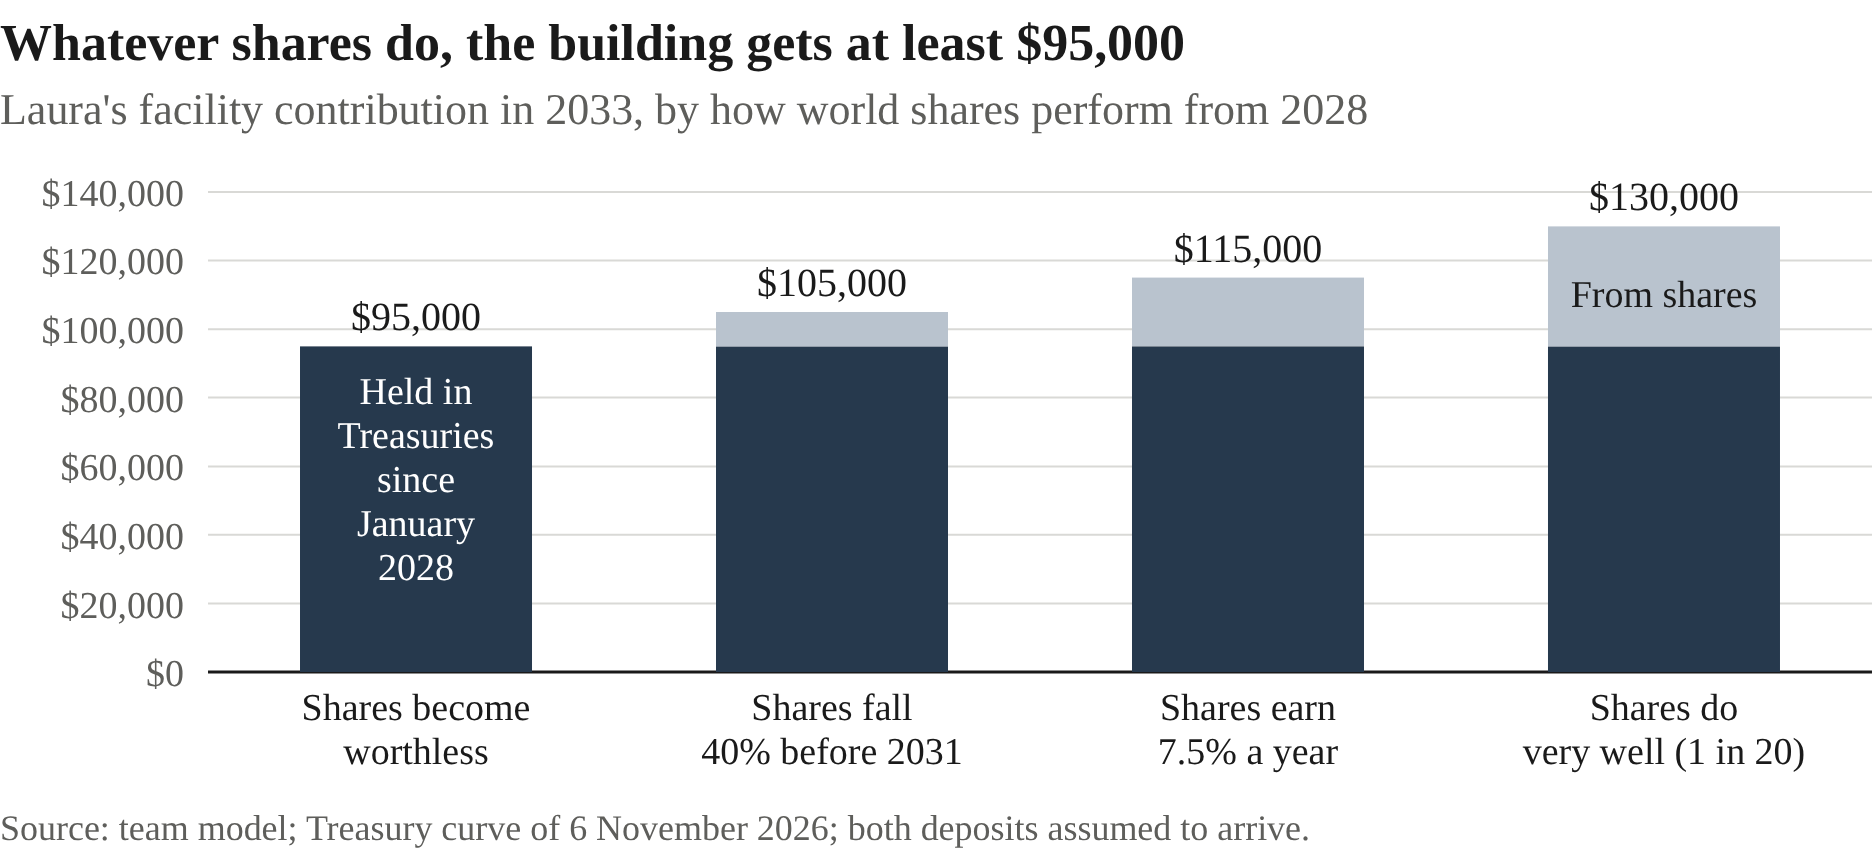 Whatever shares do, the building gets at least $95,000
Laura's facility contribution in 2033, by how world shares perform from 2028
$140,000
$120,000
$100,000
$80,000
$60,000
$40,000
$20,000
$0
$95,000
$105,000
$115,000
$130,000
Held in
Treasuries
since
January
2028
From shares
Shares become
worthless
Shares fall
40% before 2031
Shares earn
7.5% a year
Shares do
very well (1 in 20)
Source: team model; Treasury curve of 6 November 2026; both deposits assumed to arrive.